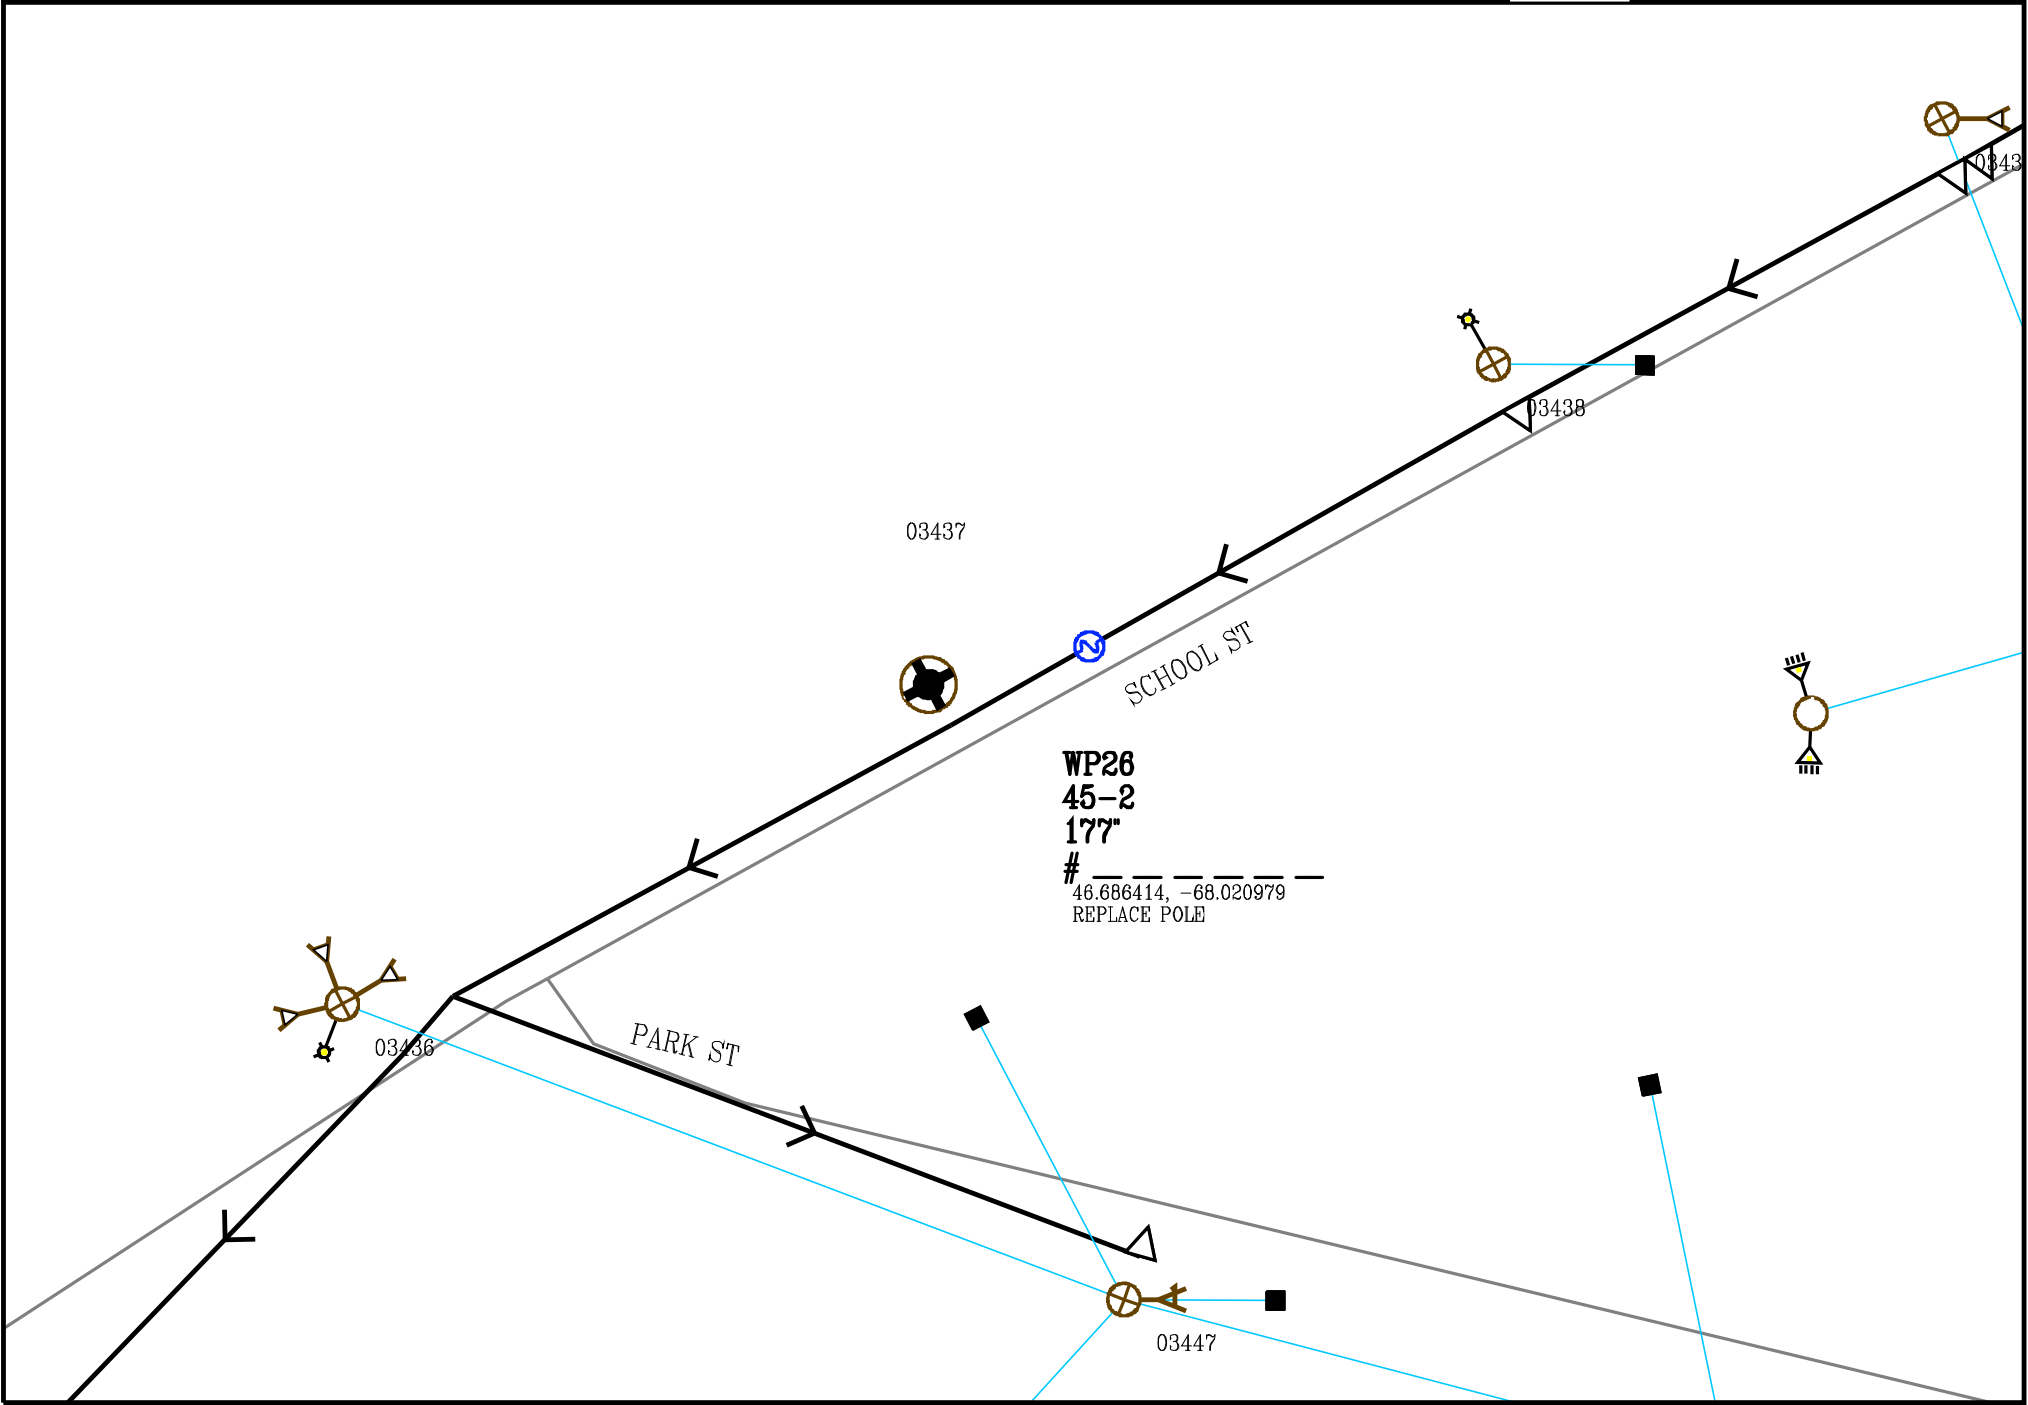 0343
03438
03437
SCHOOL ST
WP26
45-2
177"
# _ _ _ _ _ _
46.686414, -68.020979
REPLACE POLE
PARK ST
03436
03447